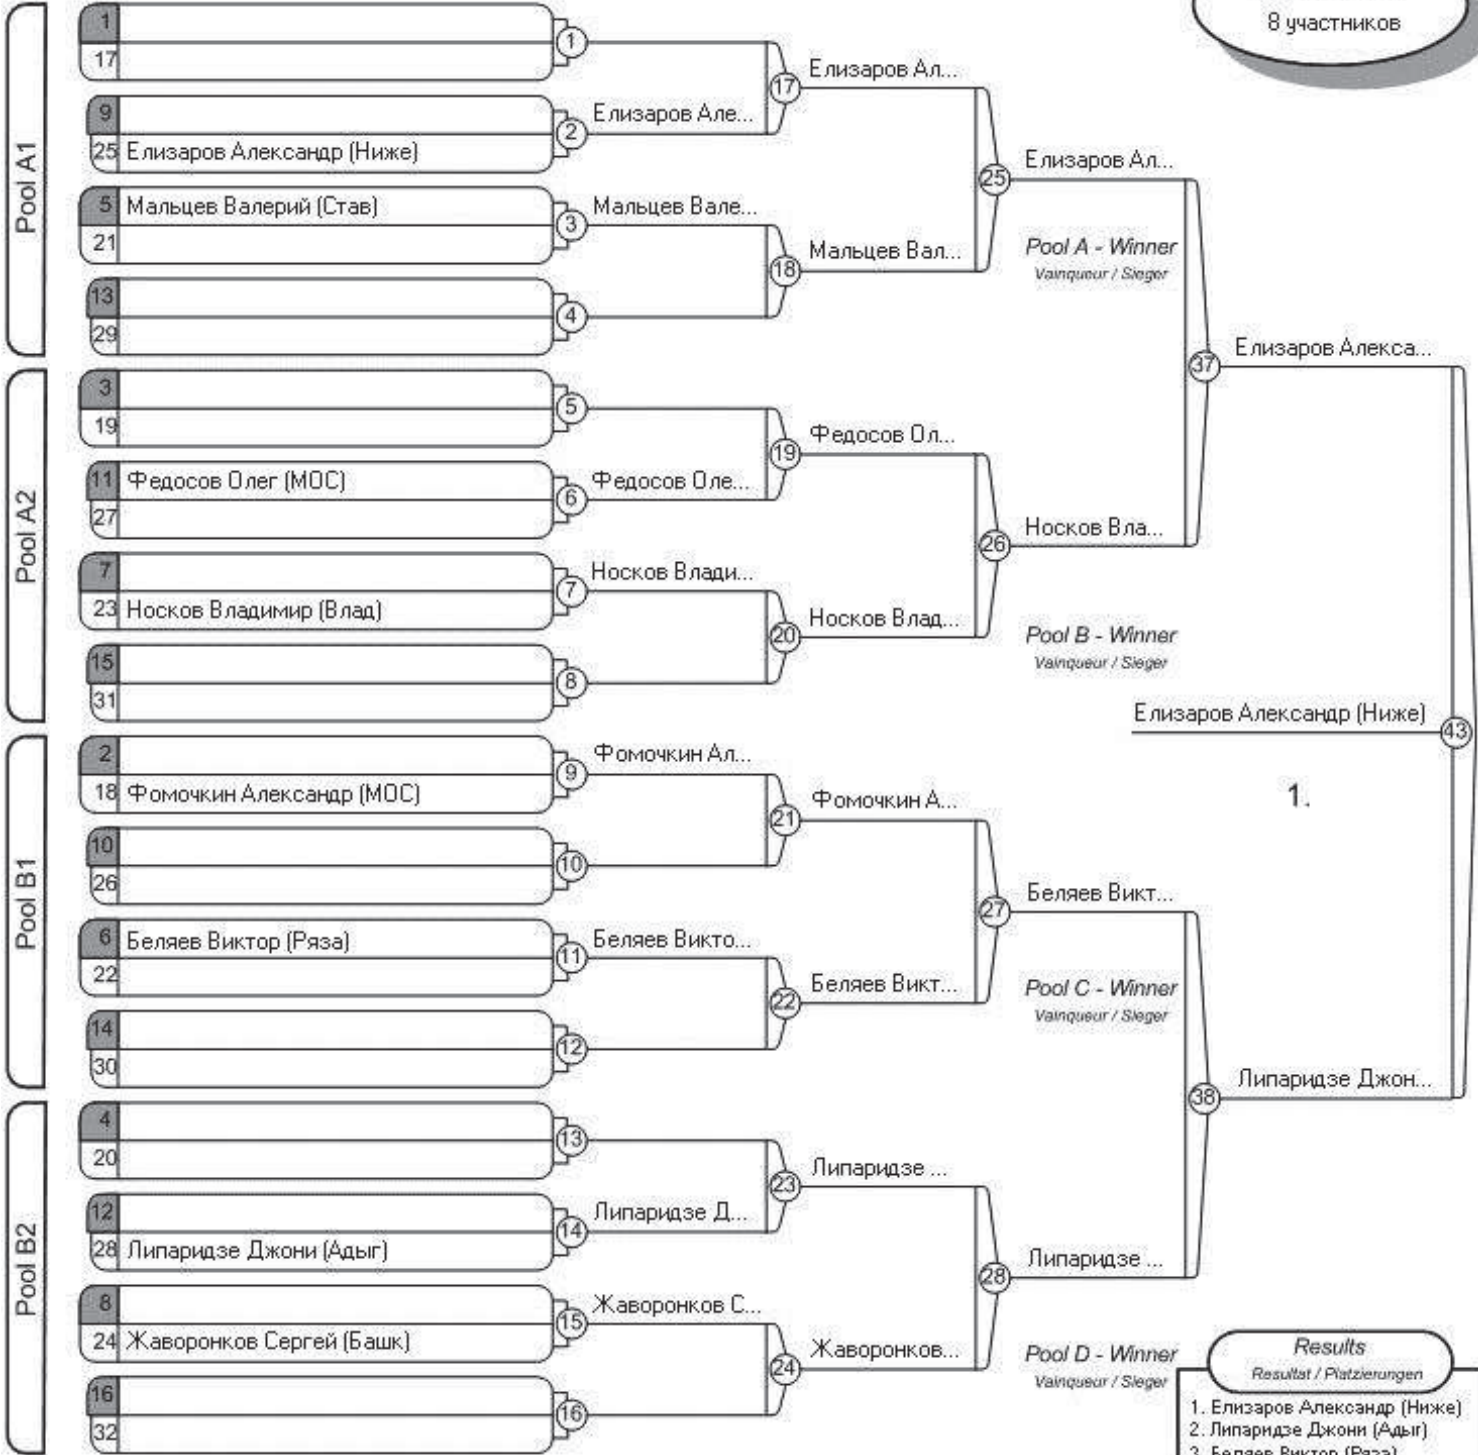 8 участников
Pool A1
1
17
1
9
25 Елизаров Александр (Ниже)
2
Елизаров Але...
17
Елизаров Ал...
5 Мальцев Валерий (Став)
21
3
Мальцев Вале...
13
29
4
18
Мальцев Вал...
25
Елизаров Ал...
Pool A - Winner
Vainqueur / Sieger
Pool A2
3
19
5
11 Федосов Олег (МОС)
27
6
Федосов Оле...
19
Федосов Ол...
7
23 Носков Владимир (Влад)
7
Носков Влади...
15
31
8
20
Носков Влад...
26
Носков Вла...
Pool B - Winner
Vainqueur / Sieger
37
Елизаров Алекса...
Елизаров Александр (Ниже)
43
1.
Pool B1
2
18 Фомочкин Александр (МОС)
9
Фомочкин Ал...
10
26
10
21
Фомочкин А...
6 Беляев Виктор (Ряза)
22
11
Беляев Викто...
14
30
12
22
Беляев Викт...
27
Беляев Викт...
Pool C - Winner
Vainqueur / Sieger
38
Липаридзе Джон...
Pool B2
4
20
13
12
28 Липаридзе Джони (Адыг)
14
Липаридзе Д...
23
Липаридзе ...
8
24 Жаворонков Сергей (Башк)
15
Жаворонков С...
16
32
16
24
Жаворонков...
28
Липаридзе ...
Pool D - Winner
Vainqueur / Sieger
Results
Resultat / Platzierungen
1. Елизаров Александр (Ниже)
2. Липаридзе Джони (Адыг)
3. Беляев Виктор (Ряза)